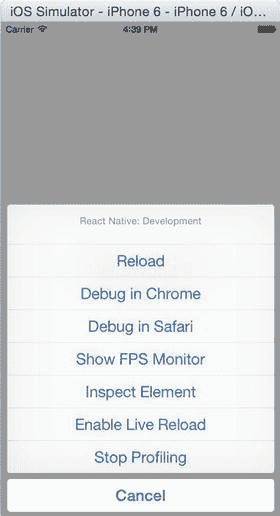 iOS Simulator - iPhone 6 - iPhone 6 / iO...
Carrier 4:39 PM
React Native: Development
Reload
Debug in Chrome
Debug in Safari
Show FPS Monitor
Inspect Element
Enable Live Reload
Stop Profiling
Cancel